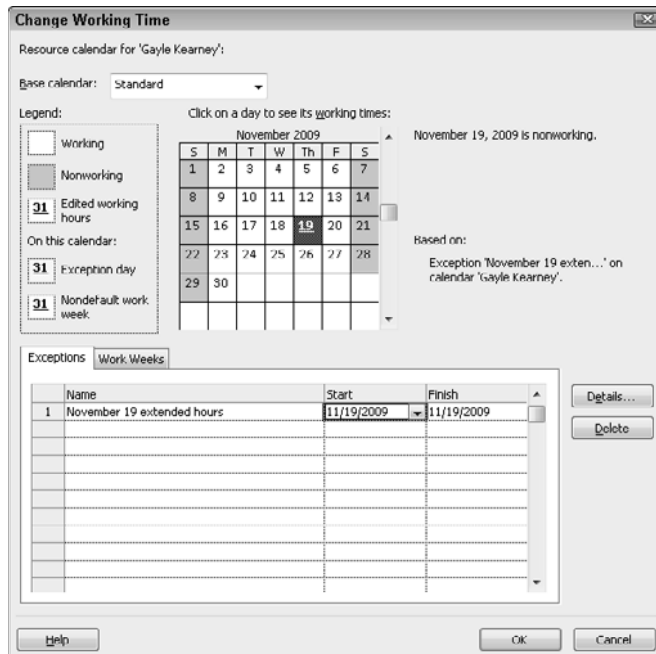 Change Working Time
Resource calendar for 'Gayle Kearney':
Base calendar: Standard
Legend:
Working
Nonworking
31 Edited working hours
On this calendar:
31 Exception day
31 Nondefault work week
Click on a day to see its working times:
November 2009
S M T W Th F S
1 2 3 4 5 6 7
8 9 10 11 12 13 14
15 16 17 18 19 20 21
22 23 24 25 26 27 28
29 30
November 19, 2009 is nonworking.
Based on:
Exception 'November 19 exten...' on
calendar 'Gayle Kearney'.
Exceptions Work Weeks
Name Start Finish
1 November 19 extended hours 11/19/2009 11/19/2009
Details...
Delete
Help OK Cancel